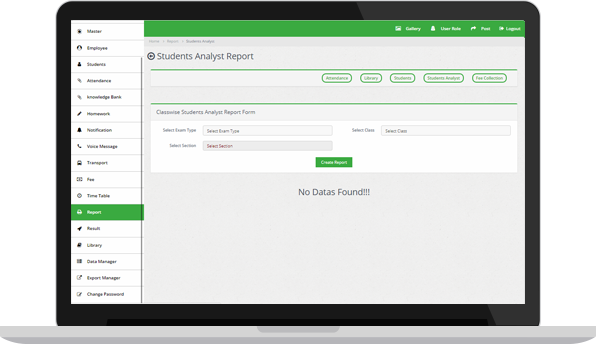 Gallery User Role Post Logout
Master
Employee
Students
Attendance
knowledge Bank
Homework
Notification
Voice Message
Transport
Fee
Time Table
Report
Result
Library
Data Manager
Export Manager
Change Password
Home > Report > Students Analyst
Students Analyst Report
Attendance Library Students Students Analyst Fee Collection
Classwise Students Analyst Report Form
Select Exam Type Select Exam Type Select Class Select Class
Select Section Select Section
Create Report
No Datas Found!!!